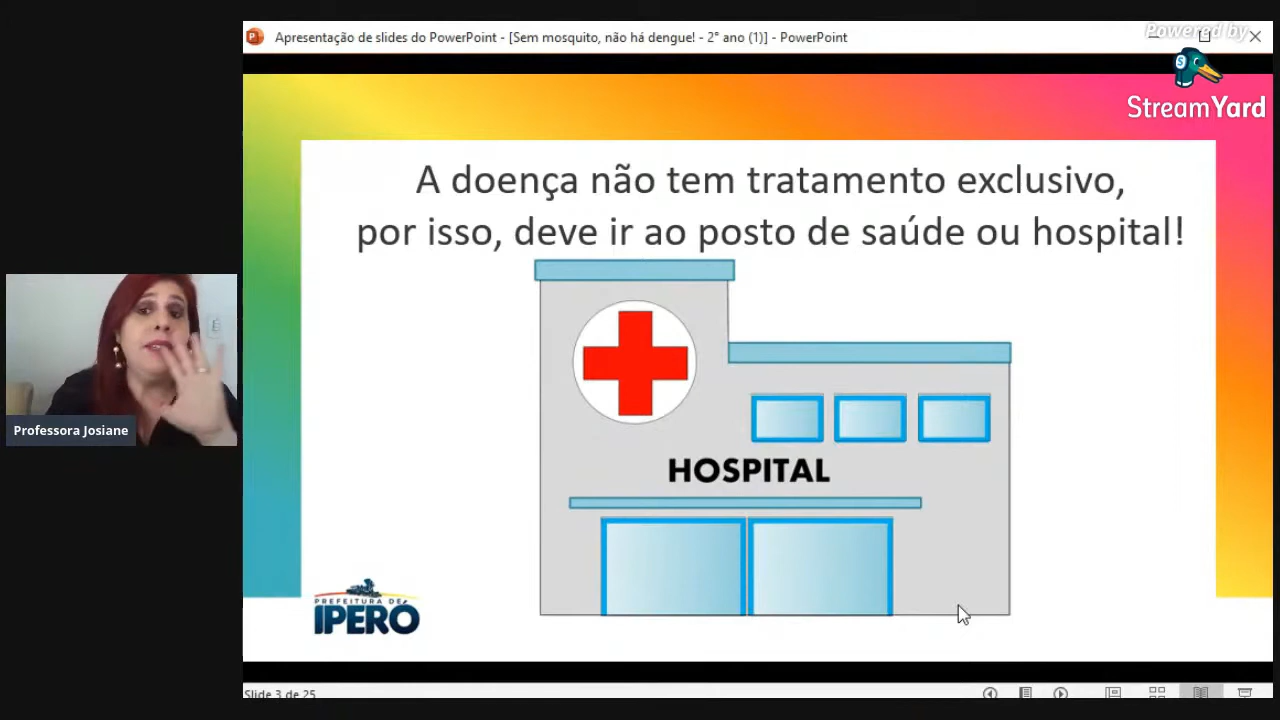 Apresentação de slides do PowerPoint - [Sem mosquito, não há dengue! - 2° ano (1)] - PowerPoint
Powered by
StreamYard
A doença não tem tratamento exclusivo,
por isso, deve ir ao posto de saúde ou hospital!
HOSPITAL
Professora Josiane
PREFEITURA DE
IPERÓ
Slide 3 de 25